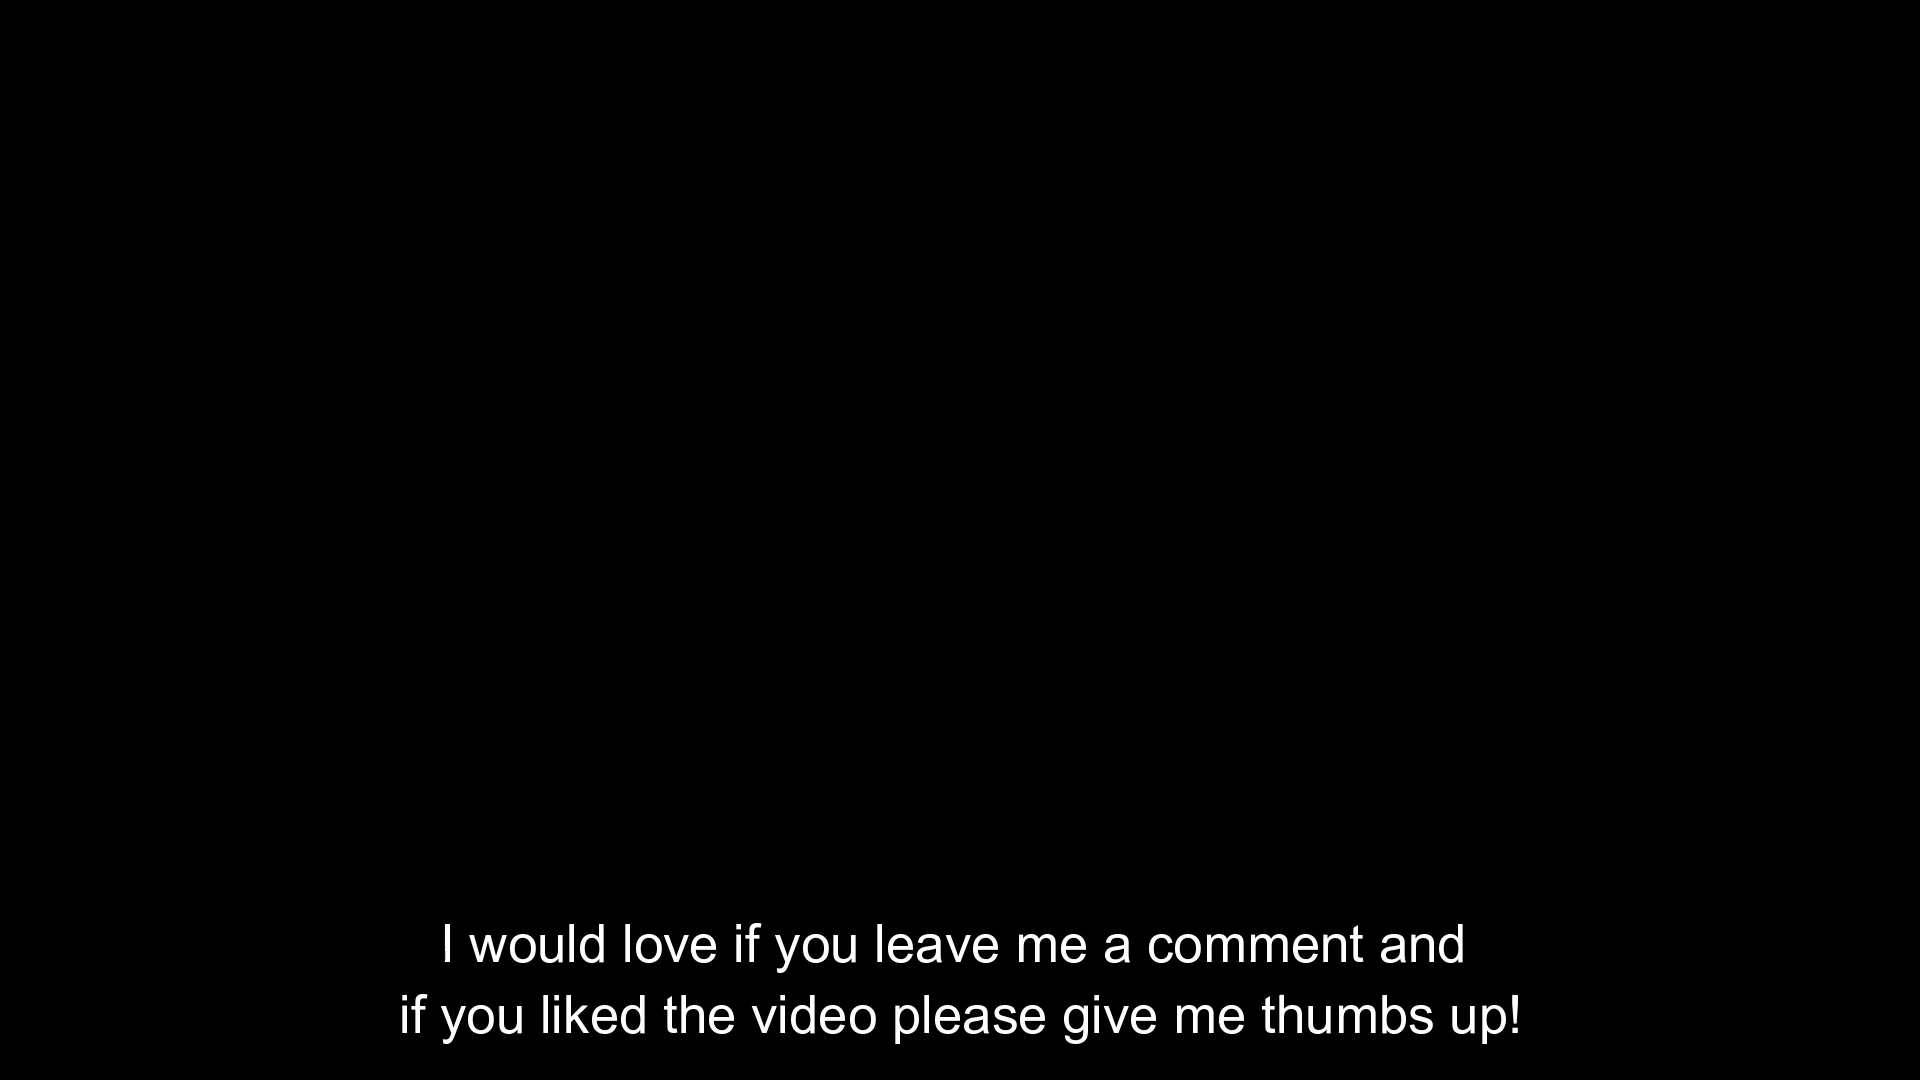 I would love if you leave me a comment and
if you liked the video please give me thumbs up!